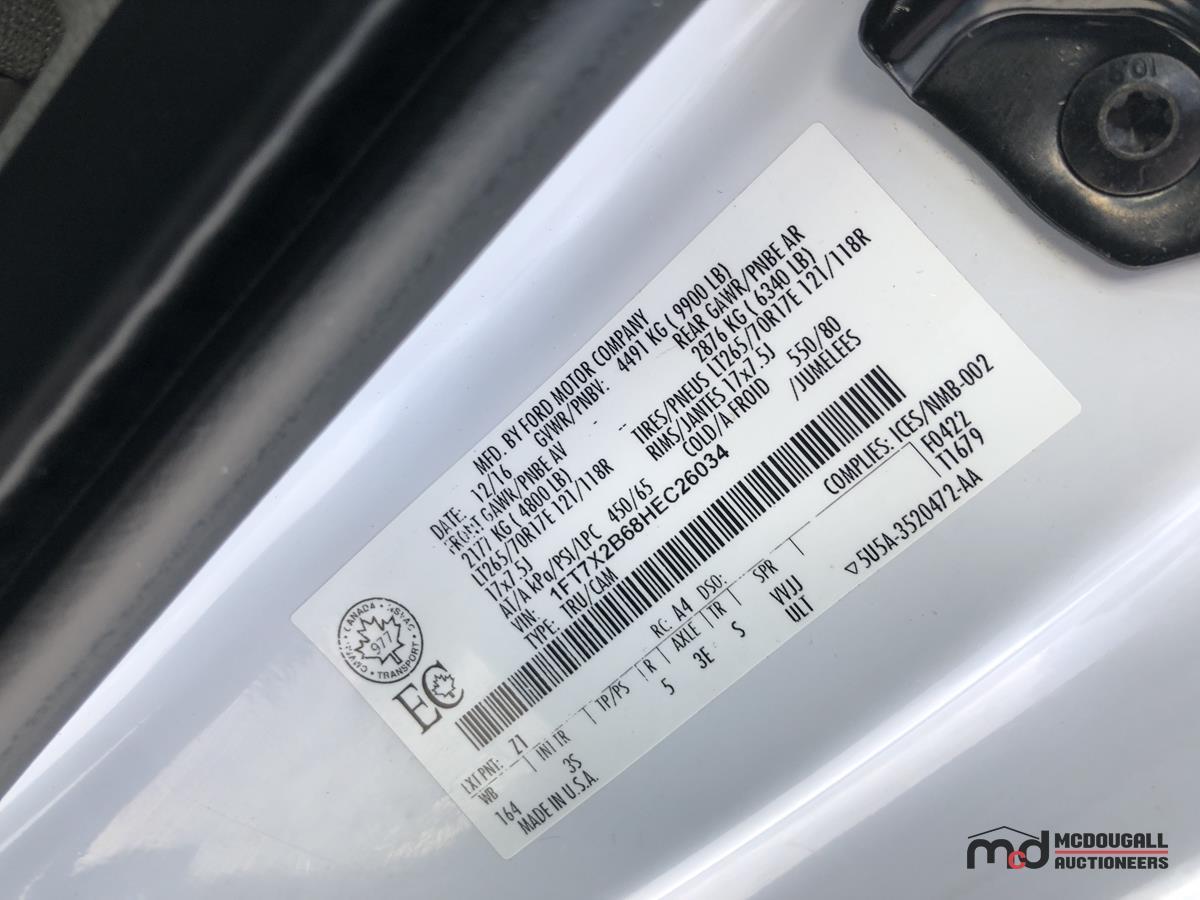 10.9
MFD. BY FORD MOTOR COMPANY
DATE: 12/16 GVWR/PNBV: 4491 KG ( 9900 LB)
FRONT GAWR/PNBE AV REAR GAWR/PNBE AR
2177 KG (4800 LB) 2876 KG ( 6340 LB)
LT265/70R17E 121/118R TIRES/PNEUS LT265/70R17E 121/118R
17x7.5J RIMS/JANTES 17x7.5J
AT/A kPa/PSI/LPC 450/65 COLD/A FROID 550/80
VIN: 1FT7X2B68HEC26034 /JUMELEES
TYPE: TRU/CAM
CANADA
TRANSPORT
977
EC
COMPLIES: ICES/NMB-002
EXT PNT: Z1 RC: A4 DSO: F0422
WB INT TR TP/PS R AXLE TR SPR T1679
164 3S 5 3E S VVJJ
MADE IN U.S.A. ULT
▽5U5A-3520472-AA
mcd MCDOUGALL
AUCTIONEERS